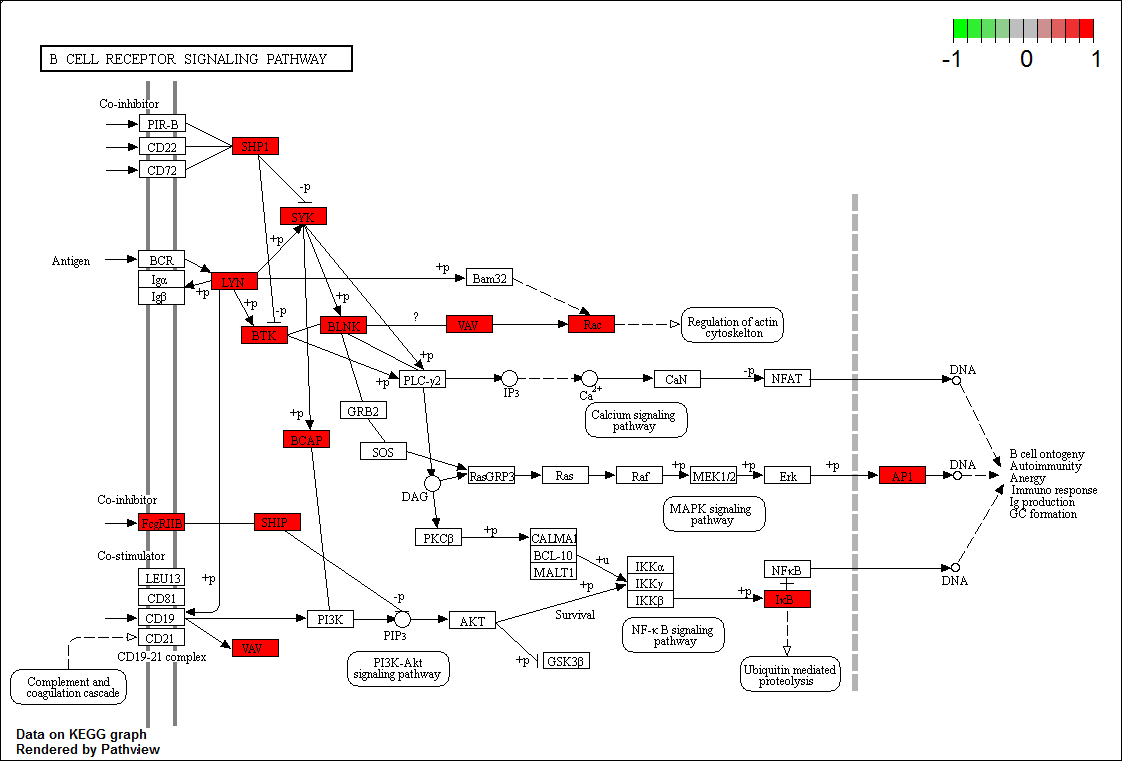 -1 0 1
B CELL RECEPTOR SIGNALING PATHWAY
Co-inhibitor
PIR-B
CD22
CD72
SHP1
-p
SYK
+p
Antigen
BCR
Igα
Igβ
LYN
+p
+p
Bam32
+p
-p
+p
BTK
BLNK
?
VAV
Rac
Regulation of actin
cytoskelton
+p
+p
PLC-γ2
IP3
Ca2+
CaN
-p
NFAT
DNA
Calcium signaling
pathway
GRB2
+p
BCAP
SOS
RasGRP3
Ras
Raf
+p
MEK1/2
+p
Erk
+p
AP1
DNA
B cell ontogeny
Autoimmunity
Anergy
Immuno response
Ig production
GC formation
DAG
MAPK signaling
pathway
Co-inhibitor
FcgRIIB
SHIP
PKCβ
+p
CALMA1
BCL-10
MALT1
+u
Co-stimulator
LEU13
CD81
CD19
CD21
+p
CD19-21 complex
VAV
-p
PI3K
PIP3
AKT
+p
Survival
IKKα
IKKγ
IKKβ
+p
NFκB
IκB
DNA
+p
GSK3β
NF-κ B signaling
pathway
PI3K-Akt
signaling pathway
Ubiquitin mediated
proteolysis
Complement and
coagulation cascade
Data on KEGG graph
Rendered by Pathview